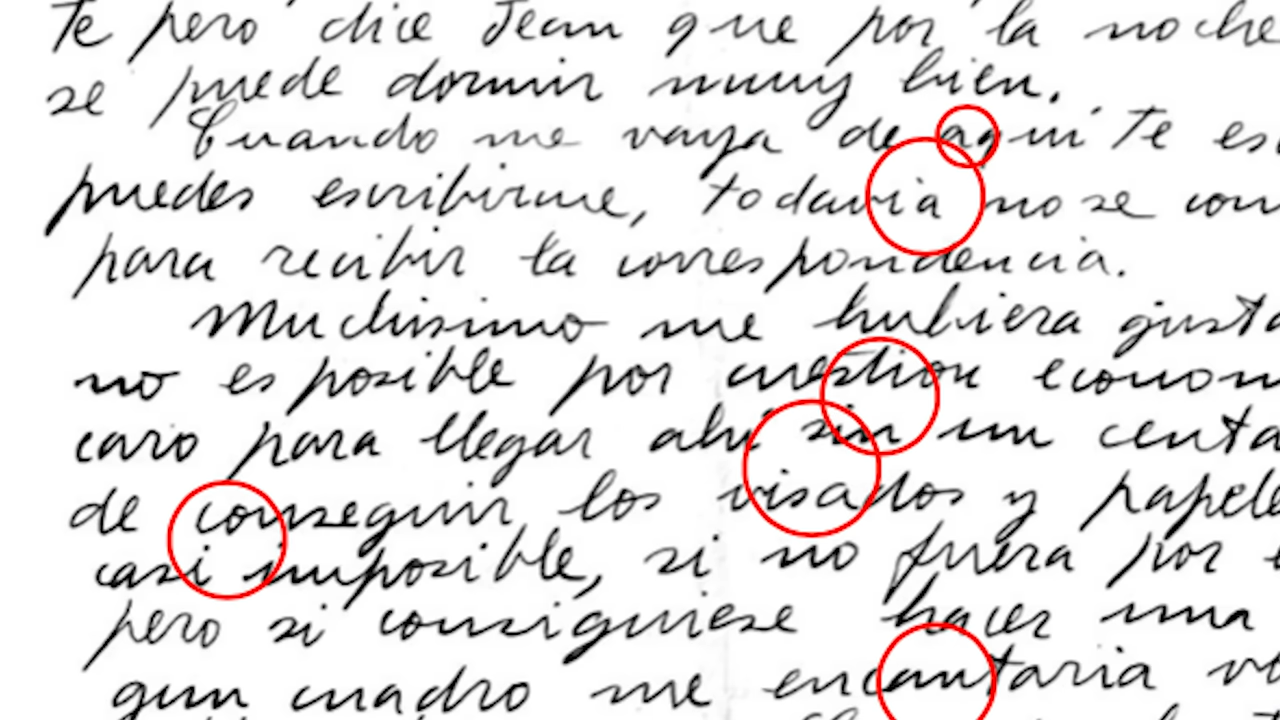 te pero dice Jean que por la noche
se puede dormir muy bien.
Cuando me vaya de aquí te es
puedes escribirme, todavia no se con
para recibir la correspondencia.
Muchisimo me hubiera gusta
no es posible por cuestion econom
caro para llegar ahí sin un centa
de conseguir los visados y papele
casi imposible, si no fuera por e
pero si consiguiese hacer una
gun cuadro me encantaria